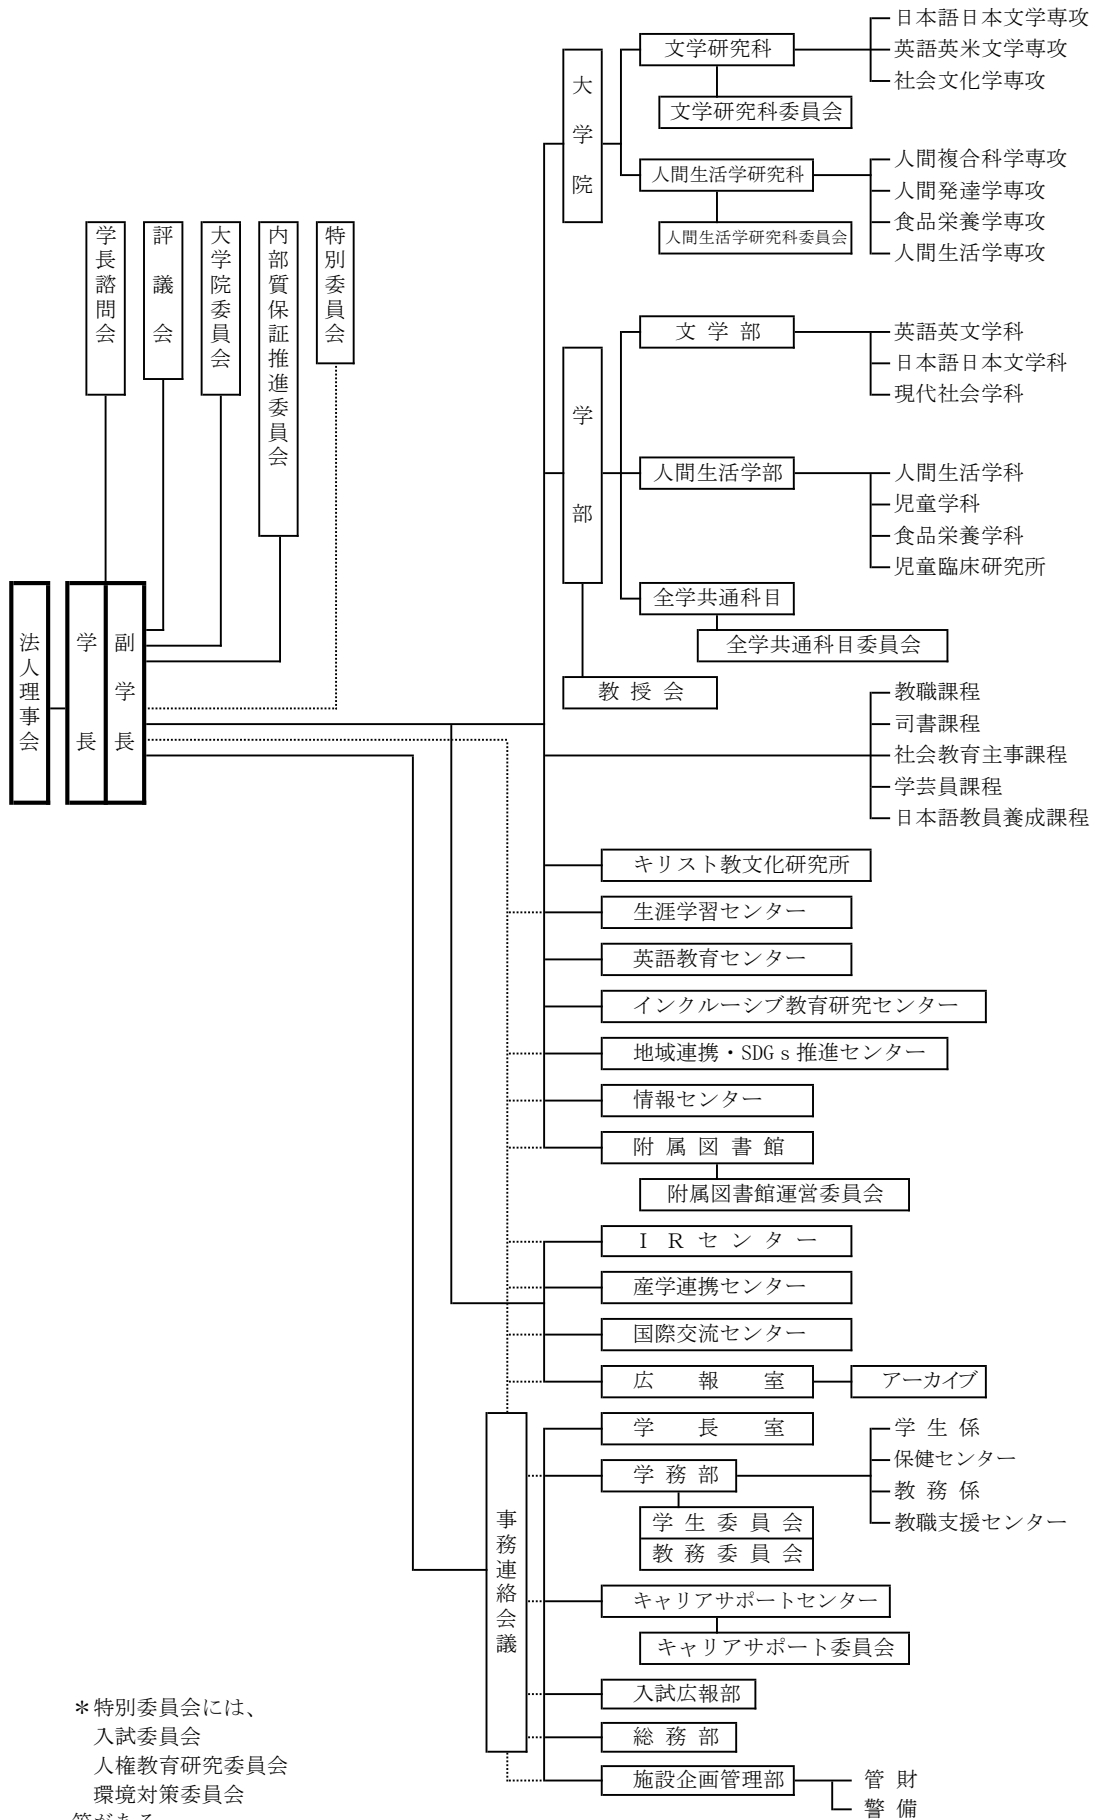 日本語日本文学専攻
文学研究科
英語英米文学専攻
社会文化学専攻
大学院
文学研究科委員会
人間複合科学専攻
人間生活学研究科
人間発達学専攻
食品栄養学専攻
人間生活学研究科委員会
人間生活学専攻
学長諮問会
評議会
大学院委員会
内部質保証推進委員会
特別委員会
文学部
英語英文学科
日本語日本文学科
現代社会学科
学部
人間生活学部
人間生活学科
児童学科
食品栄養学科
児童臨床研究所
全学共通科目
全学共通科目委員会
教授会
法人理事会
学長
副学長
教職課程
司書課程
社会教育主事課程
学芸員課程
日本語教員養成課程
キリスト教文化研究所
生涯学習センター
英語教育センター
インクルーシブ教育研究センター
地域連携・SDGs推進センター
情報センター
附属図書館
附属図書館運営委員会
IRセンター
産学連携センター
国際交流センター
広報室
アーカイブ
事務連絡会議
学長室
学務部
学生係
保健センター
教務係
教職支援センター
学生委員会
教務委員会
キャリアサポートセンター
キャリアサポート委員会
入試広報部
総務部
施設企画管理部
管財
警備
*特別委員会には、
入試委員会
人権教育研究委員会
環境対策委員会
等がある